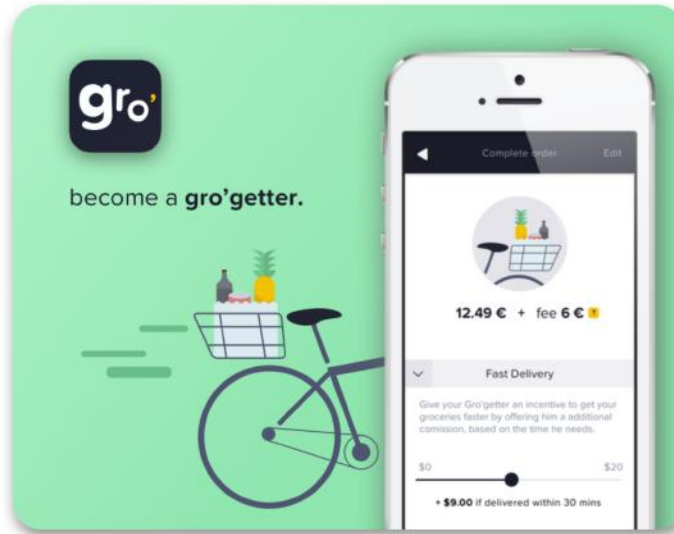 gro'
become a gro'getter.
Complete order
Edit
12.49 € + fee 6 € ?
Fast Delivery
Give your Gro'getter an incentive to get your
groceries faster by offering him a additional
comission, based on the time he needs.
$0
$20
+ $9.00 if delivered within 30 mins